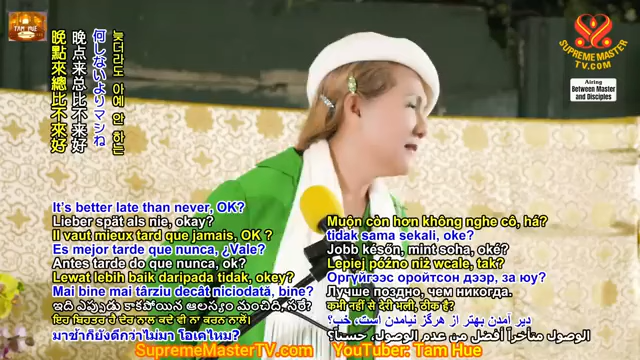 TAM HUE
晚點來總比不來好
晚点来总比不来好
何しないよりマシね
늦더라도 아예 안 하는
SUPREME MASTER
TV.COM
Airing
Between Master
and Disciples
It's better late than never, OK?
Lieber spät als nie, okay?
Il vaut mieux tard que jamais, OK ?
Es mejor tarde que nunca, ¿Vale?
Antes tarde do que nunca, ok?
Lewat lebih baik daripada tidak, okey?
Mai bine mai târziu decât niciodată, bine?
ఇది ఎప్పుడు కాకపోయిన ఆలస్యం మంచిది, సరే?
ਇਹ ਬਿਹਤਰ ਹੈ ਦੇਰ ਨਾਲ ਕਦੇ ਵੀ ਨਾ ਕਰਨ ਨਾਲੋਂ।
มาช้าก็ยังดีกว่าไม่มา โอเคไหม?
Muộn còn hơn không nghe cô, há?
tidak sama sekali, oke?
Jobb későn, mint soha, oké?
Lepiej późno niż wcale, tak?
Оргүйгээс оройтсон дээр, за юу?
Лучше поздно, чем никогда.
कभी नहीं से देरी भली, ठीक है?
دیر آمدن بهتر از هرگز نیامدن است، خب؟
الوصول متأخراً أفضل من عدم الوصول، حسناً؟
SupremeMasterTV.com
YouTuber: Tam Hue